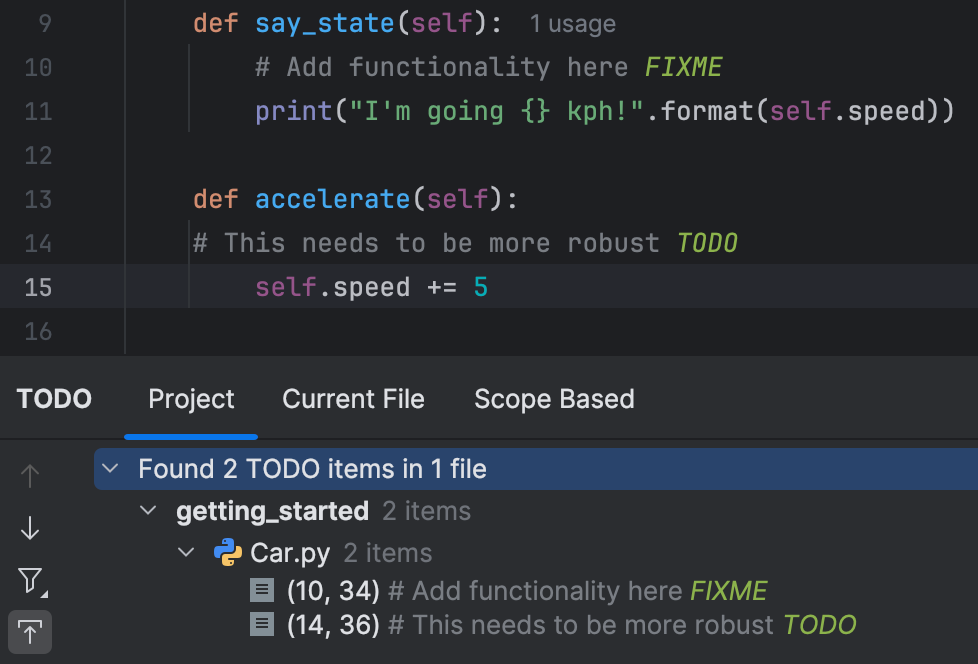 9 def say_state(self): 1 usage
10 # Add functionality here FIXME
11 print("I'm going {} kph!".format(self.speed))
12
13 def accelerate(self):
14 # This needs to be more robust TODO
15 self.speed += 5
16
TODO Project Current File Scope Based
Found 2 TODO items in 1 file
getting_started 2 items
Car.py 2 items
(10, 34) # Add functionality here FIXME
(14, 36) # This needs to be more robust TODO